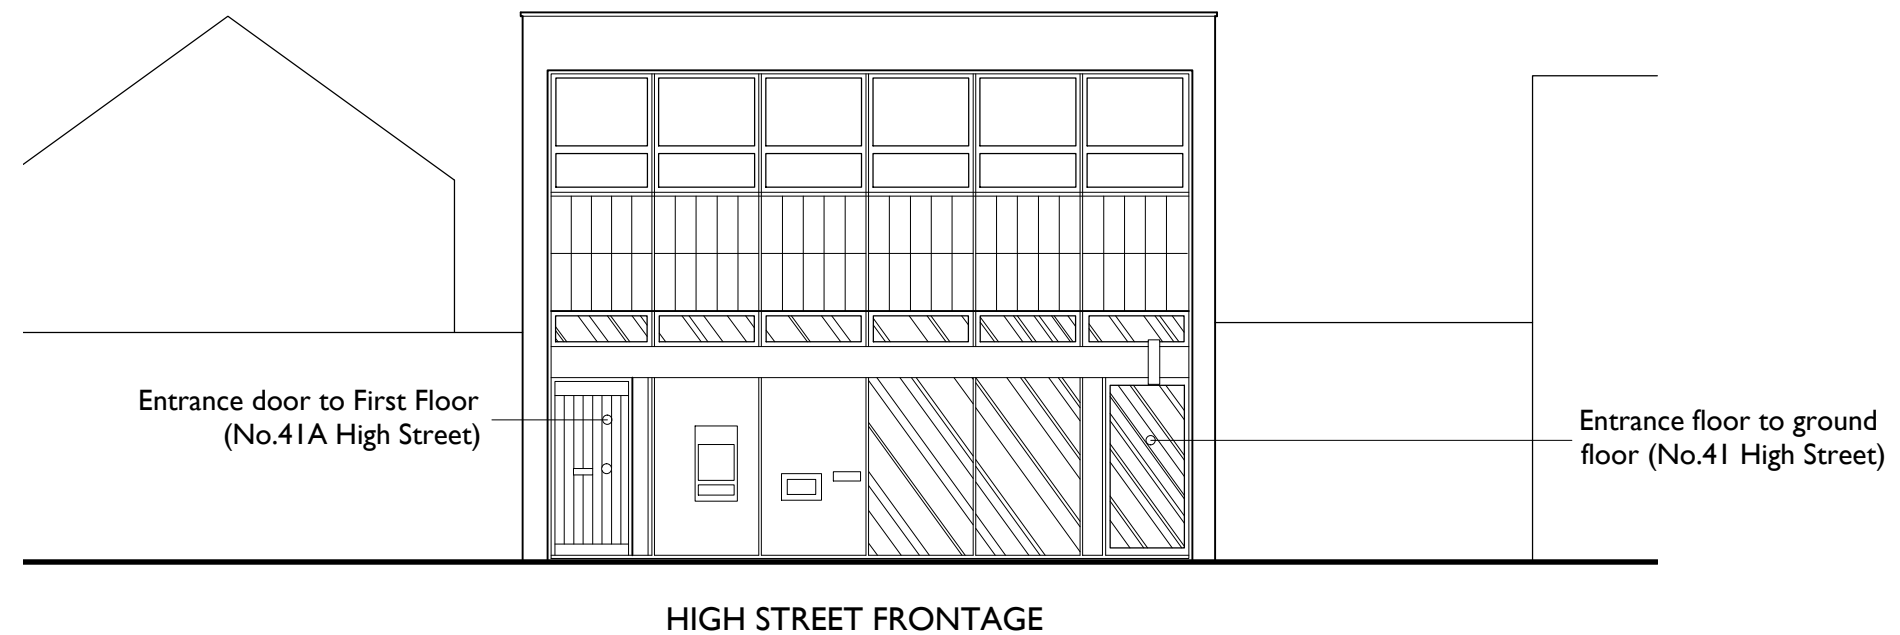 Entrance door to First Floor
(No.41A High Street)
Entrance floor to ground
floor (No.41 High Street)
HIGH STREET FRONTAGE